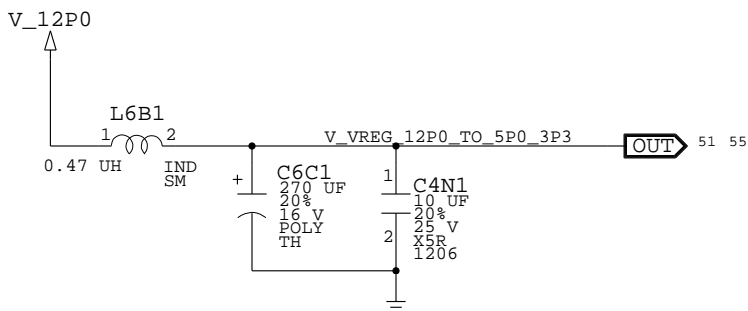 V_12P0
L6B1
1 2
0.47 UH
IND
SM
V_VREG_12P0_TO_5P0_3P3
OUT 51 55
+
C6C1
270 UF
20%
16 V
POLY
TH
1
2
C4N1
10 UF
20%
25 V
X5R
1206